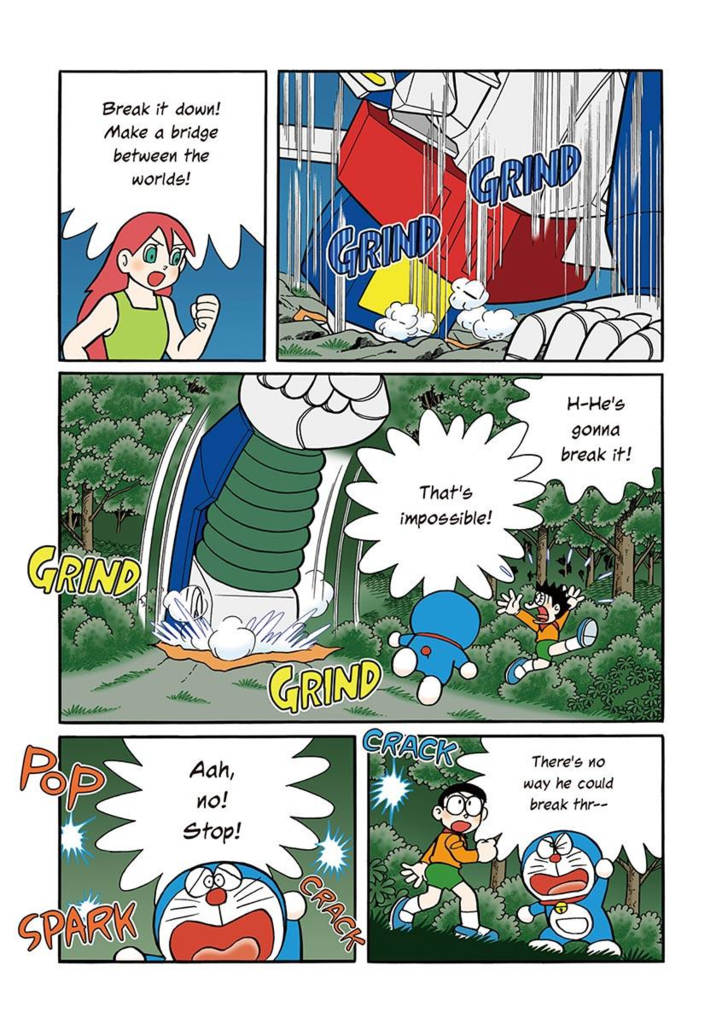 Break it down!
Make a bridge
between the
worlds!
GRIND
GRIND
H-He's
gonna
break it!
That's
impossible!
GRIND
GRIND
POP
Aah,
no!
Stop!
SPARK
CRACK
CRACK
There's no
way he could
break thr--